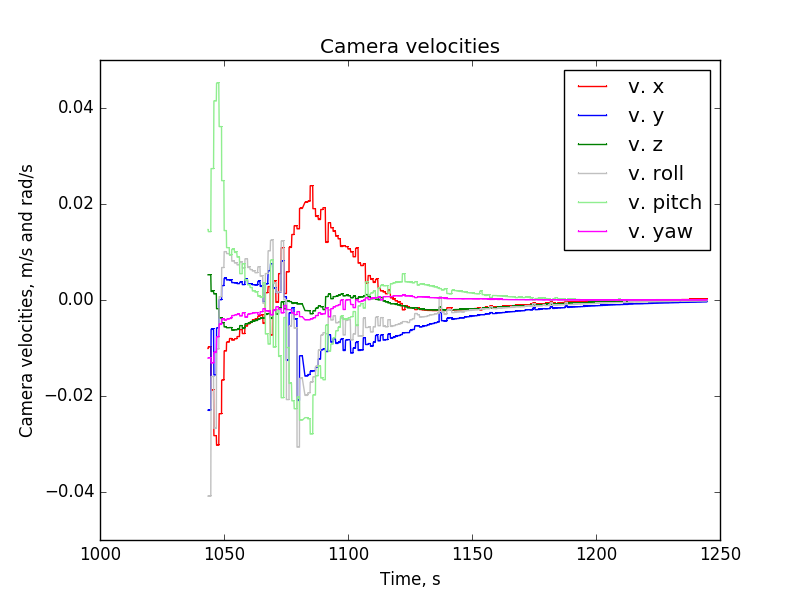 Camera velocities
v. x
v. y
v. z
v. roll
v. pitch
v. yaw
Camera velocities, m/s and rad/s
0.04
0.02
0.00
−0.02
−0.04
1000 1050 1100 1150 1200 1250
Time, s